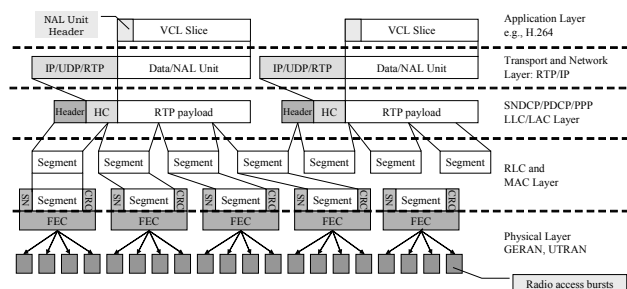 NAL Unit
Header
VCL Slice
VCL Slice
Application Layer
e.g., H.264
IP/UDP/RTP
Data/NAL Unit
IP/UDP/RTP
Data/NAL Unit
Transport and Network
Layer: RTP/IP
Header
HC
RTP payload
Header
HC
RTP payload
SNDCP/PDCP/PPP
LLC/LAC Layer
Segment
Segment
Segment
Segment
Segment
Segment
Segment
RLC and
MAC Layer
SN
Segment
CRC
SN
Segment
CRC
SN
Segment
CRC
SN
Segment
CRC
SN
Segment
CRC
FEC
FEC
FEC
FEC
FEC
Physical Layer
GERAN, UTRAN
Radio access bursts